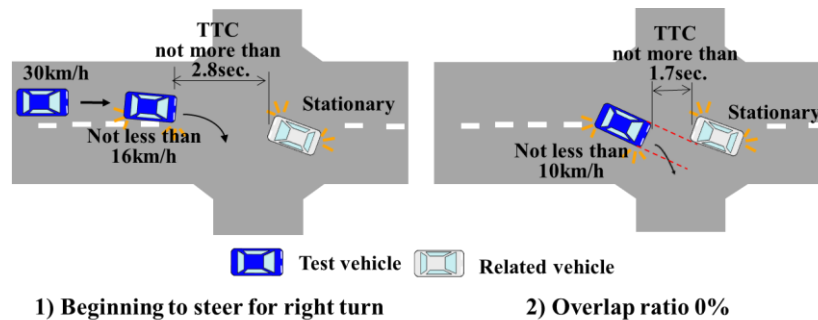 TTC
not more than
2.8sec.
30km/h
Stationary
Not less than
16km/h
TTC
not more than
1.7sec.
Stationary
Not less than
10km/h
Test vehicle
Related vehicle
1) Beginning to steer for right turn
2) Overlap ratio 0%